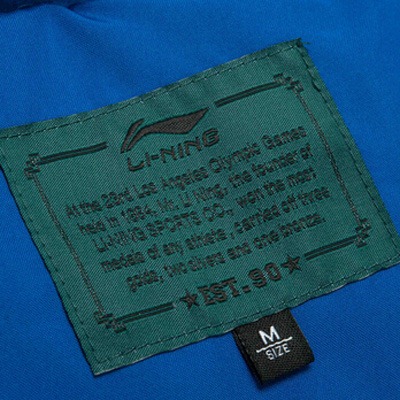 LI-NING
At the 23rd Los Angeles Olympic Games
held in 1984, Mr. Li Ning, the founder of
LI-NING SPORTS CO., won the most
medals of any athlete, carried off three
golds, two silvers and one bronze.
★EST.90★
M
SIZE